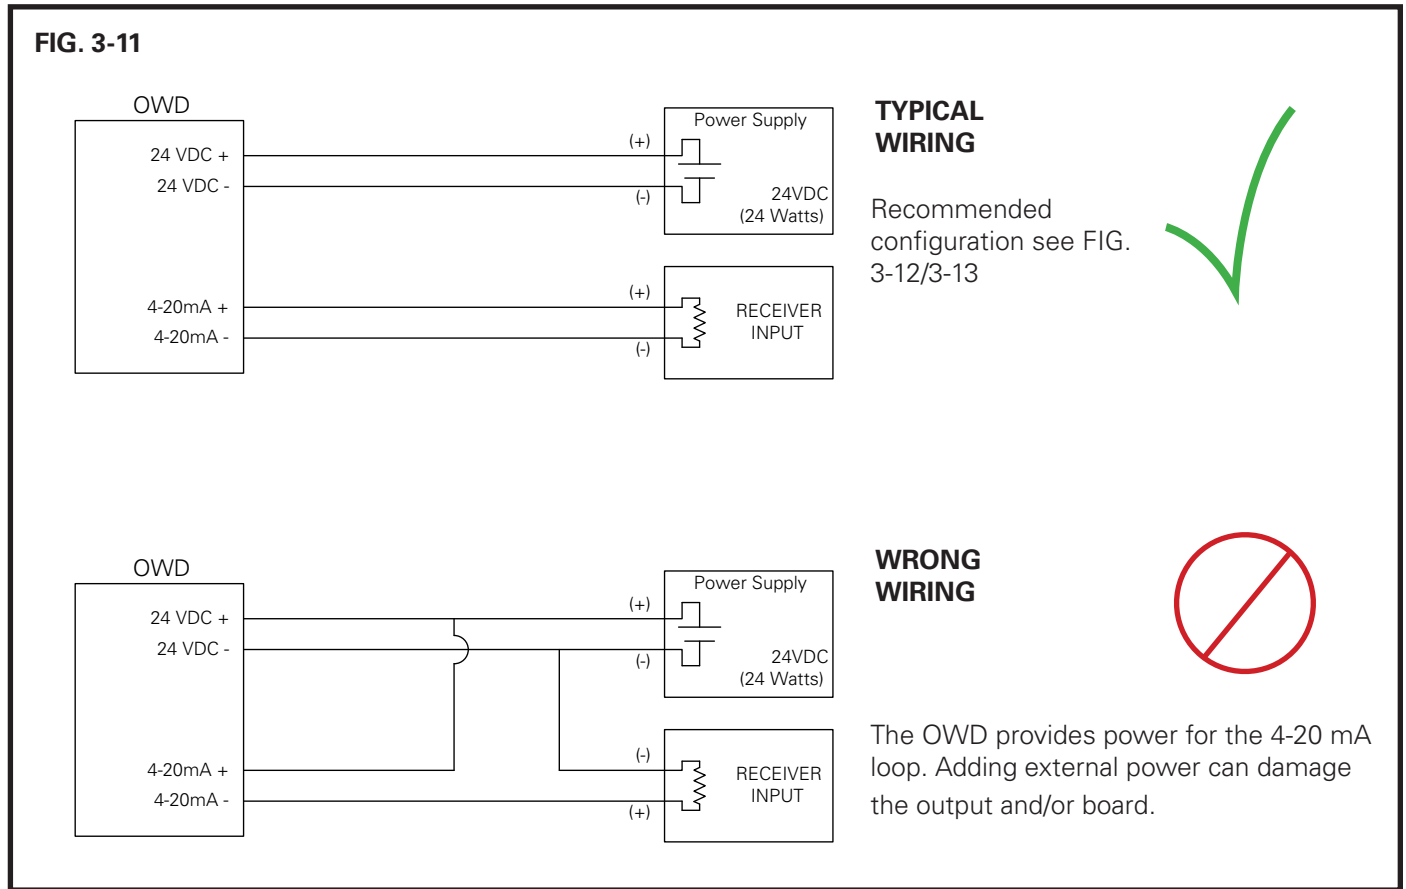 FIG. 3-11
OWD
24 VDC +
24 VDC -
4-20mA +
4-20mA -
(+)
(-)
Power Supply
24VDC
(24 Watts)
(+)
(-)
RECEIVER
INPUT
TYPICAL
WIRING
Recommended
configuration see FIG.
3-12/3-13
OWD
24 VDC +
24 VDC -
4-20mA +
4-20mA -
(+)
(-)
Power Supply
24VDC
(24 Watts)
(-)
(+)
RECEIVER
INPUT
WRONG
WIRING
The OWD provides power for the 4-20 mA
loop. Adding external power can damage
the output and/or board.